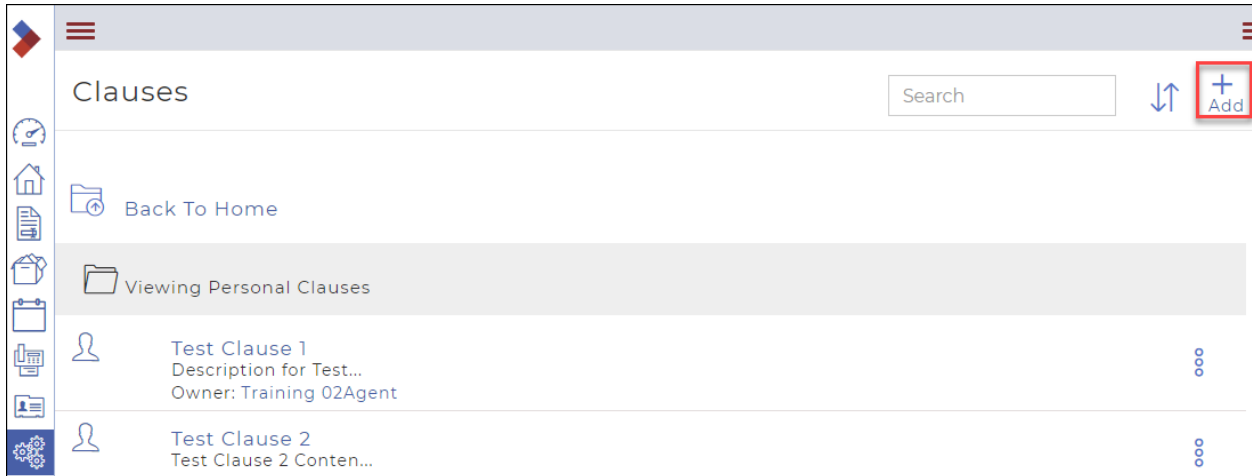 Clauses
Search
Add
Back To Home
Viewing Personal Clauses
Test Clause 1
Description for Test...
Owner: Training 02Agent
Test Clause 2
Test Clause 2 Conten...